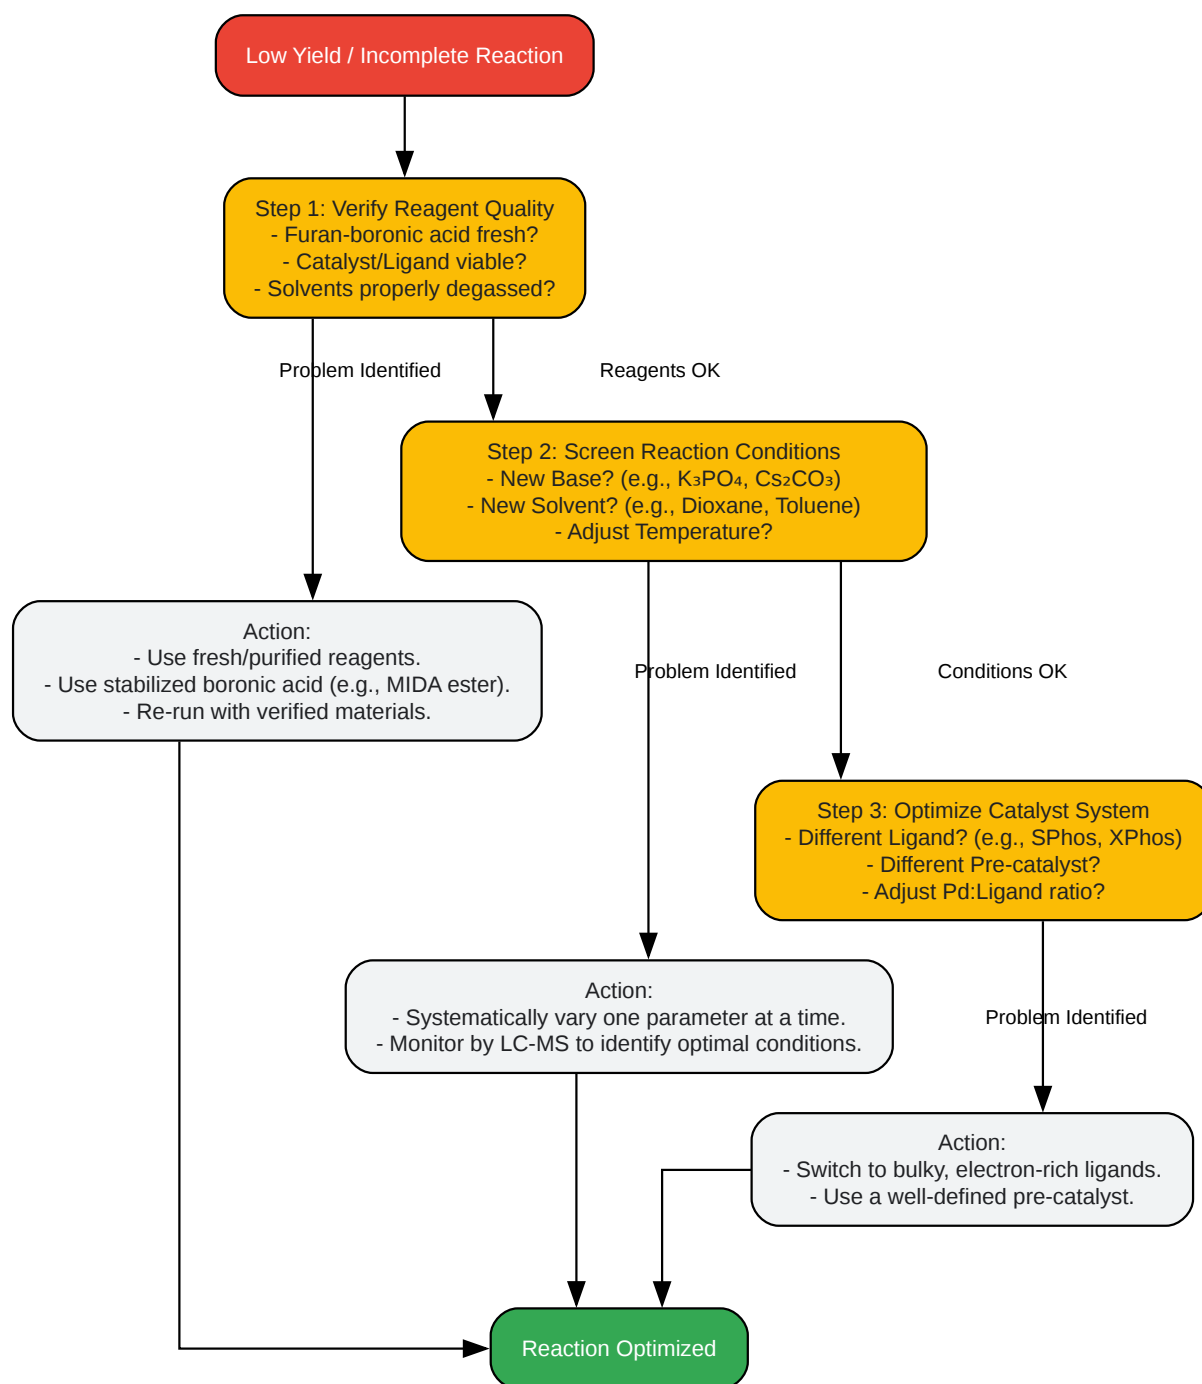 Low Yield / Incomplete Reaction
Step 1: Verify Reagent Quality
- Furan-boronic acid fresh?
- Catalyst/Ligand viable?
- Solvents properly degassed?
Problem Identified
Reagents OK
Step 2: Screen Reaction Conditions
- New Base? (e.g., K₃PO₄, Cs₂CO₃)
- New Solvent? (e.g., Dioxane, Toluene)
- Adjust Temperature?
Action:
- Use fresh/purified reagents.
- Use stabilized boronic acid (e.g., MIDA ester).
- Re-run with verified materials.
Problem Identified
Conditions OK
Step 3: Optimize Catalyst System
- Different Ligand? (e.g., SPhos, XPhos)
- Different Pre-catalyst?
- Adjust Pd:Ligand ratio?
Action:
- Systematically vary one parameter at a time.
- Monitor by LC-MS to identify optimal conditions.
Problem Identified
Action:
- Switch to bulky, electron-rich ligands.
- Use a well-defined pre-catalyst.
Reaction Optimized